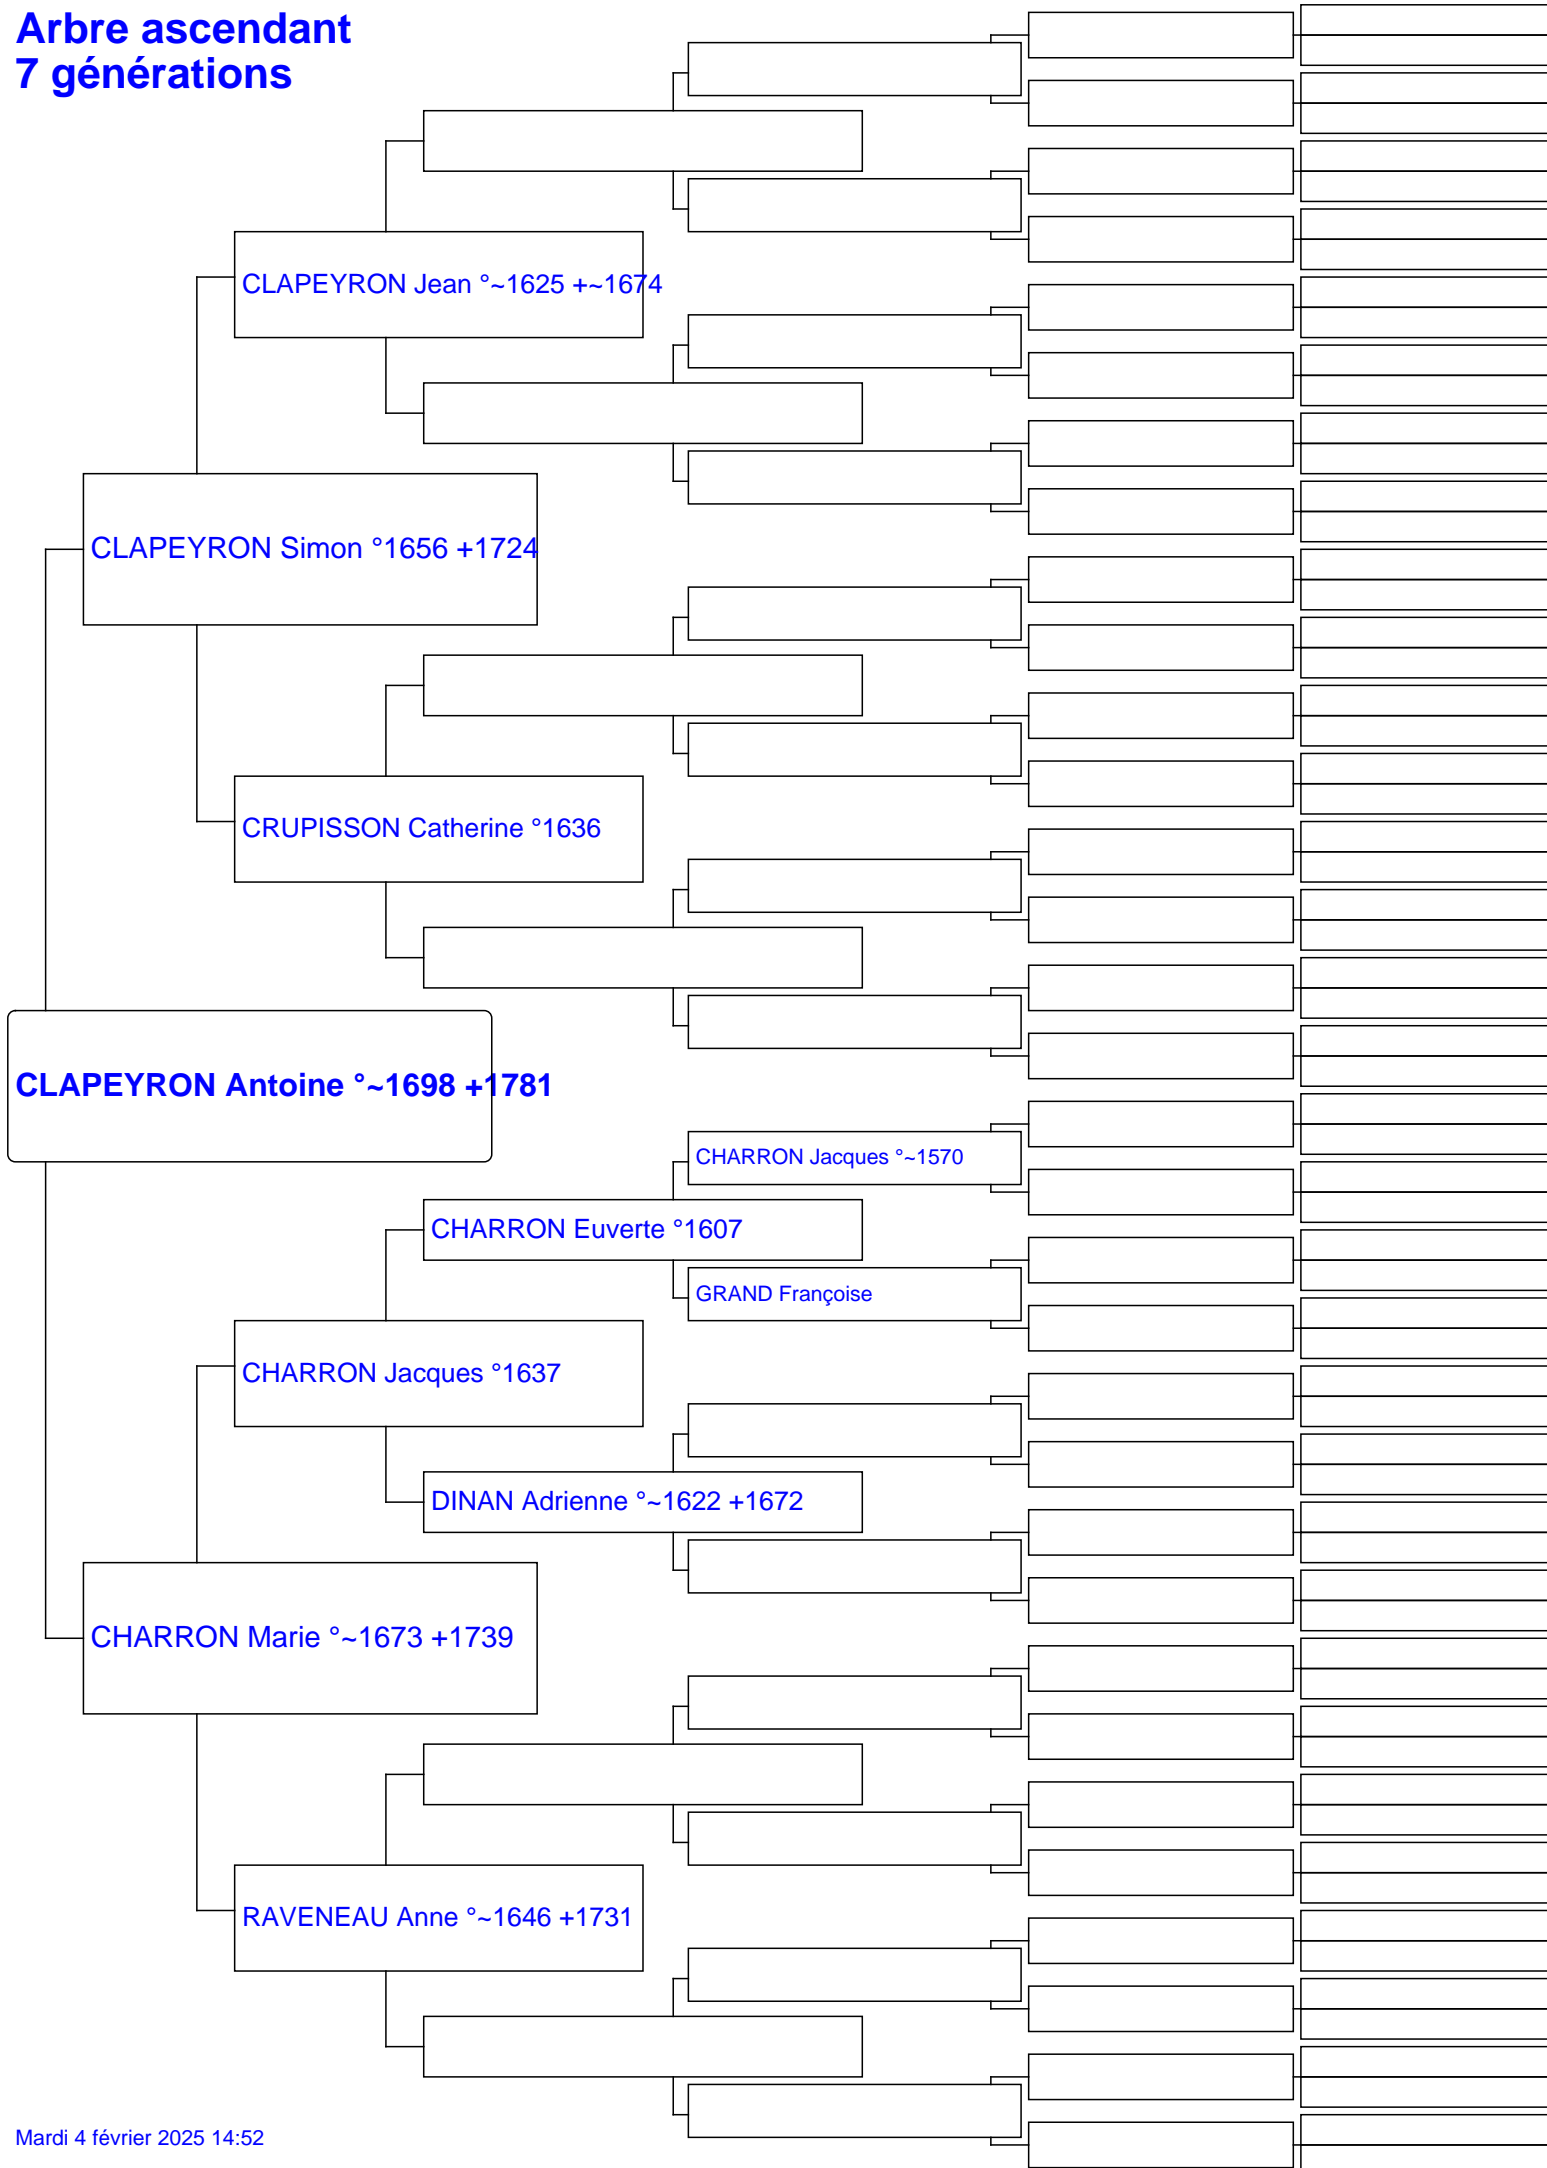 Arbre ascendant
7 générations
CLAPEYRON Jean °~1625 +~1674
CLAPEYRON Simon °1656 +1724
CRUPISSON Catherine °1636
CLAPEYRON Antoine °~1698 +1781
CHARRON Jacques °~1570
CHARRON Euverte °1607
GRAND Françoise
CHARRON Jacques °1637
DINAN Adrienne °~1622 +1672
CHARRON Marie °~1673 +1739
RAVENEAU Anne °~1646 +1731
Mardi 4 février 2025 14:52